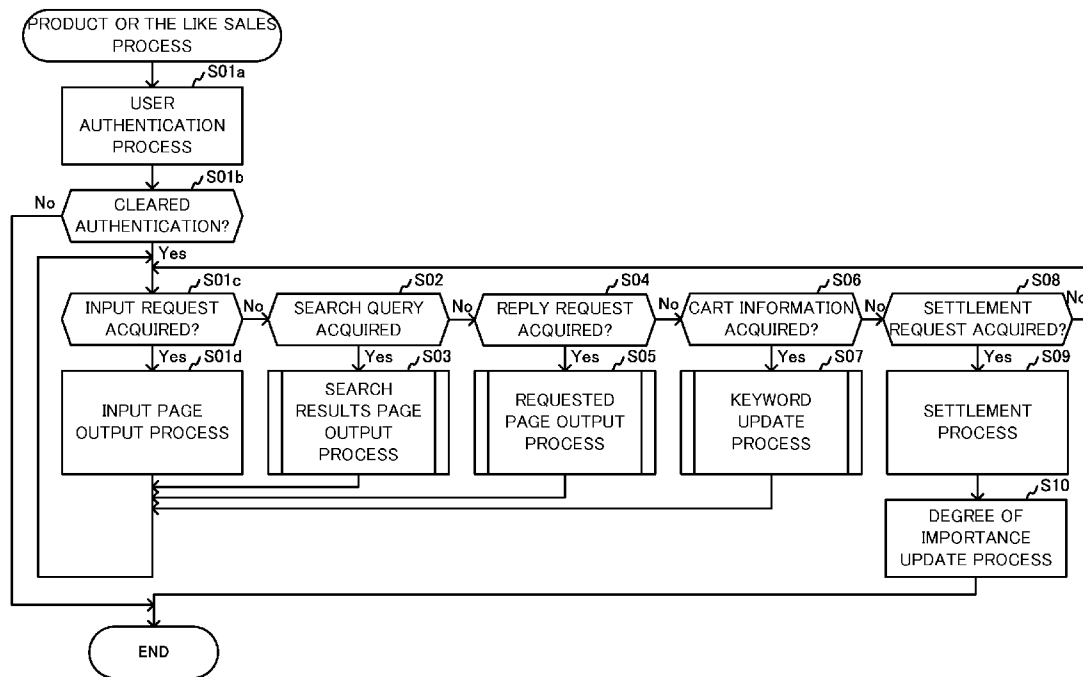 PRODUCT OR THE LIKE SALES
PROCESS
S01a
USER
AUTHENTICATION
PROCESS
S01b
No
CLEARED
AUTHENTICATION?
Yes
S01c
INPUT REQUEST
ACQUIRED?
No
S02
SEARCH QUERY
ACQUIRED
No
S04
REPLY REQUEST
ACQUIRED?
No
S06
CART INFORMATION
ACQUIRED?
No
S08
SETTLEMENT
REQUEST ACQUIRED?
No
Yes
S01d
INPUT PAGE
OUTPUT PROCESS
Yes
S03
SEARCH
RESULTS PAGE
OUTPUT
PROCESS
Yes
S05
REQUESTED
PAGE OUTPUT
PROCESS
Yes
S07
KEYWORD
UPDATE
PROCESS
Yes
S09
SETTLEMENT
PROCESS
S10
DEGREE OF
IMPORTANCE
UPDATE PROCESS
END